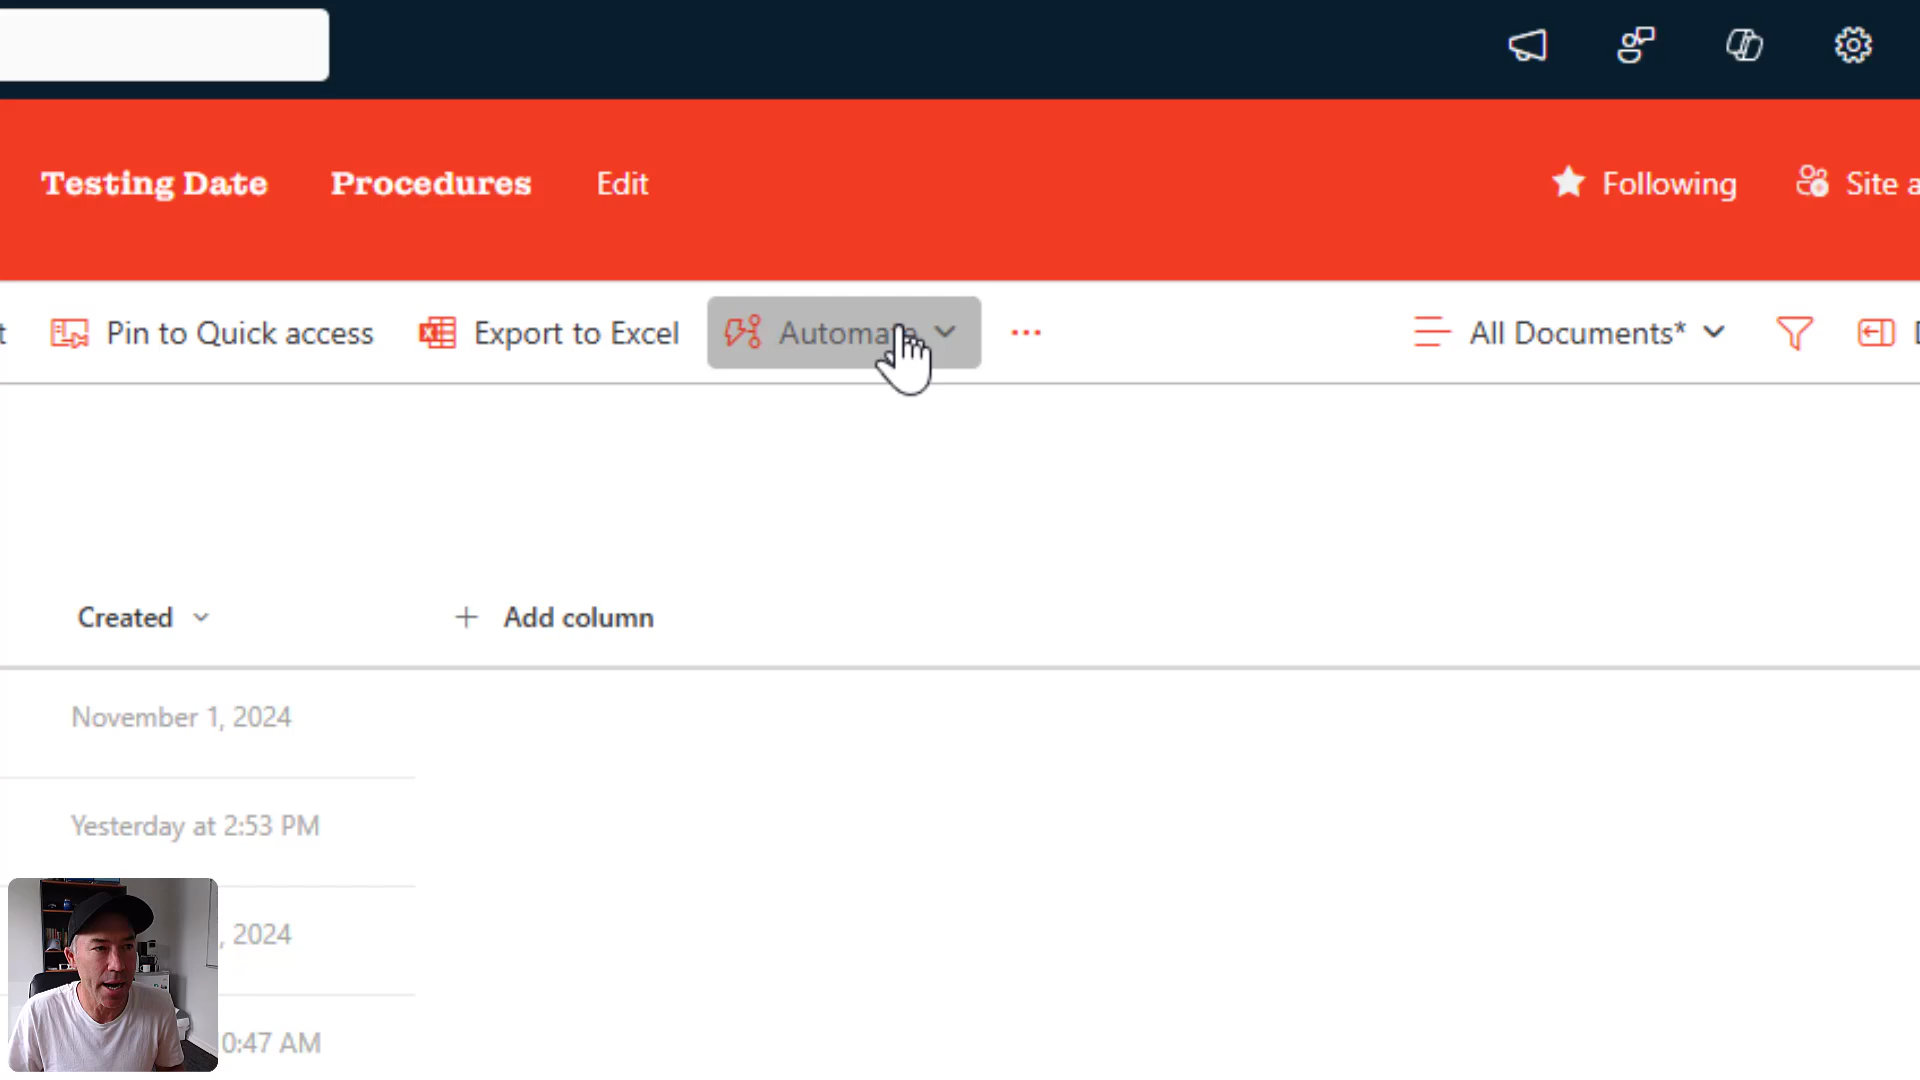 Testing Date Procedures Edit Following Site a
t Pin to Quick access Export to Excel ... All Documents* D
Created + Add column
November 1, 2024
Yesterday at 2:53 PM
, 2024
0:47 AM